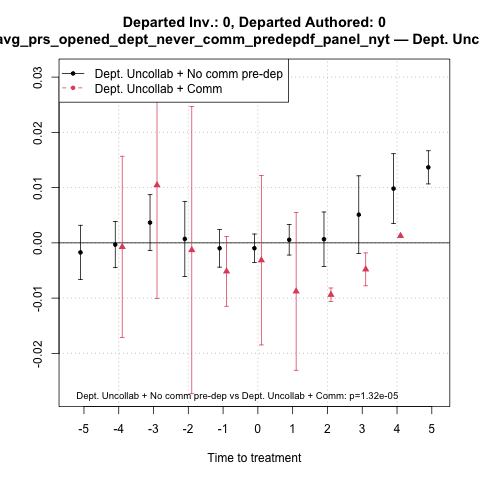 Departed Inv.: 0, Departed Authored: 0
avg_prs_opened_dept_never_comm_predepdf_panel_nyt — Dept. Unc
Dept. Uncollab + No comm pre-dep
Dept. Uncollab + Comm
0.03
0.02
0.01
0.00
-0.01
-0.02
Dept. Uncollab + No comm pre-dep vs Dept. Uncollab + Comm: p=1.32e-05
-5 -4 -3 -2 -1 0 1 2 3 4 5
Time to treatment